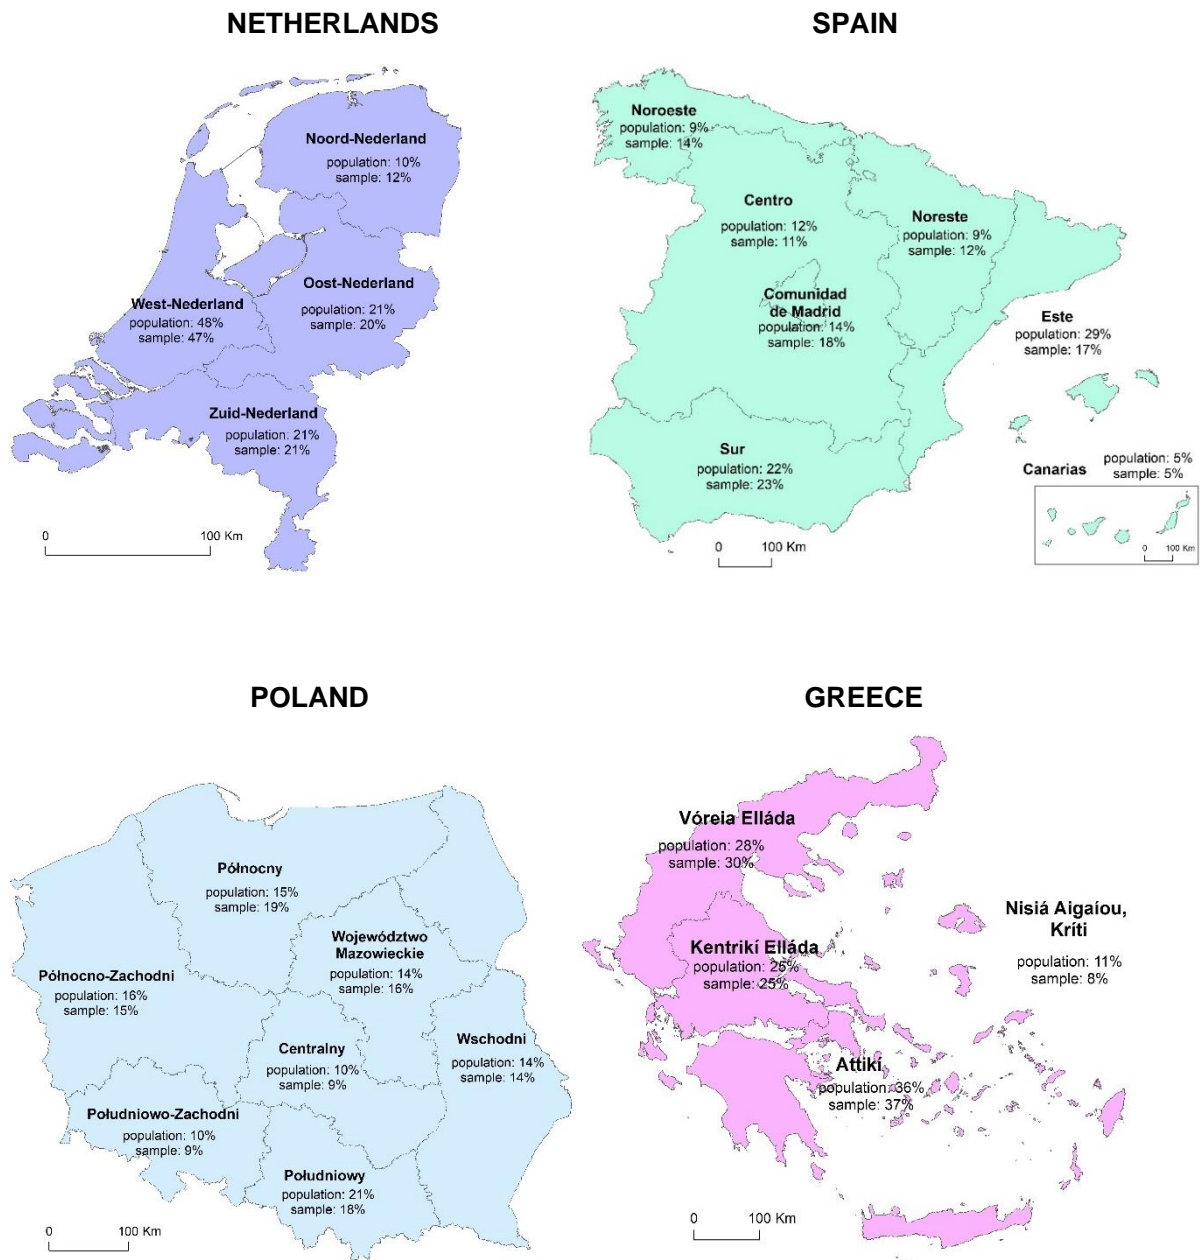 NETHERLANDS
Noord-Nederland
population: 10%
sample: 12%
Oost-Nederland
population: 21%
sample: 20%
West-Nederland
population: 48%
sample: 47%
Zuid-Nederland
population: 21%
sample: 21%
0 100 Km
SPAIN
Noroeste
population: 9%
sample: 14%
Centro
population: 12%
sample: 11%
Noreste
population: 9%
sample: 12%
Comunidad
de Madrid
population: 14%
sample: 18%
Este
population: 29%
sample: 17%
Sur
population: 22%
sample: 23%
Canarias
population: 5%
sample: 5%
0 100 Km
0 100 Km
POLAND
Północny
population: 15%
sample: 19%
Województwo
Mazowieckie
population: 14%
sample: 16%
Północno-Zachodni
population: 16%
sample: 15%
Centralny
population: 10%
sample: 9%
Wschodni
population: 14%
sample: 14%
Południowo-Zachodni
population: 10%
sample: 9%
Południowy
population: 21%
sample: 18%
0 100 Km
GREECE
Vóreia Elláda
population: 28%
sample: 30%
Nisiá Aigaíou,
Kríti
population: 11%
sample: 8%
Kentrikí Elláda
population: 25%
sample: 25%
Attikí
population: 36%
sample: 37%
0 100 Km